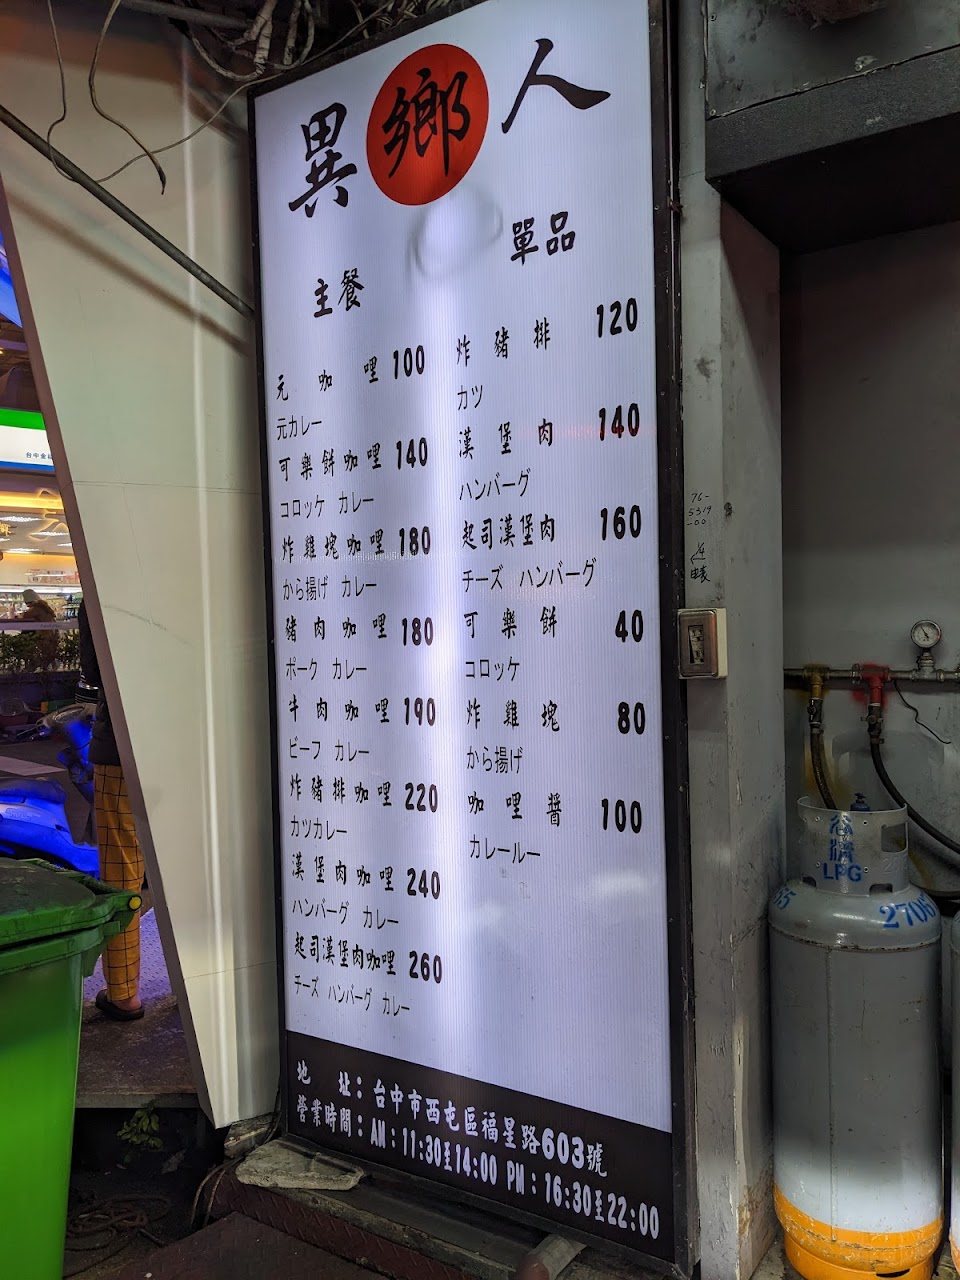 異鄉人
主餐
元咖哩 100
元カレー
可樂餅咖哩 140
コロッケ カレー
炸雞塊咖哩 180
から揚げ カレー
豬肉咖哩 180
ポーク カレー
牛肉咖哩 190
ビーフ カレー
炸豬排咖哩 220
カツカレー
漢堡肉咖哩 240
ハンバーグ カレー
起司漢堡肉咖哩 260
チーズ ハンバーグ カレー
單品
炸豬排 120
カツ
漢堡肉 140
ハンバーグ
起司漢堡肉 160
チーズ ハンバーグ
可樂餅 40
コロッケ
炸雞塊 80
から揚げ
咖哩醬 100
カレールー
地 址：台中市西屯區福星路603號
營業時間：AM：11:30至14:00 PM：16:30至22:00
76-
5319
-00
LPG